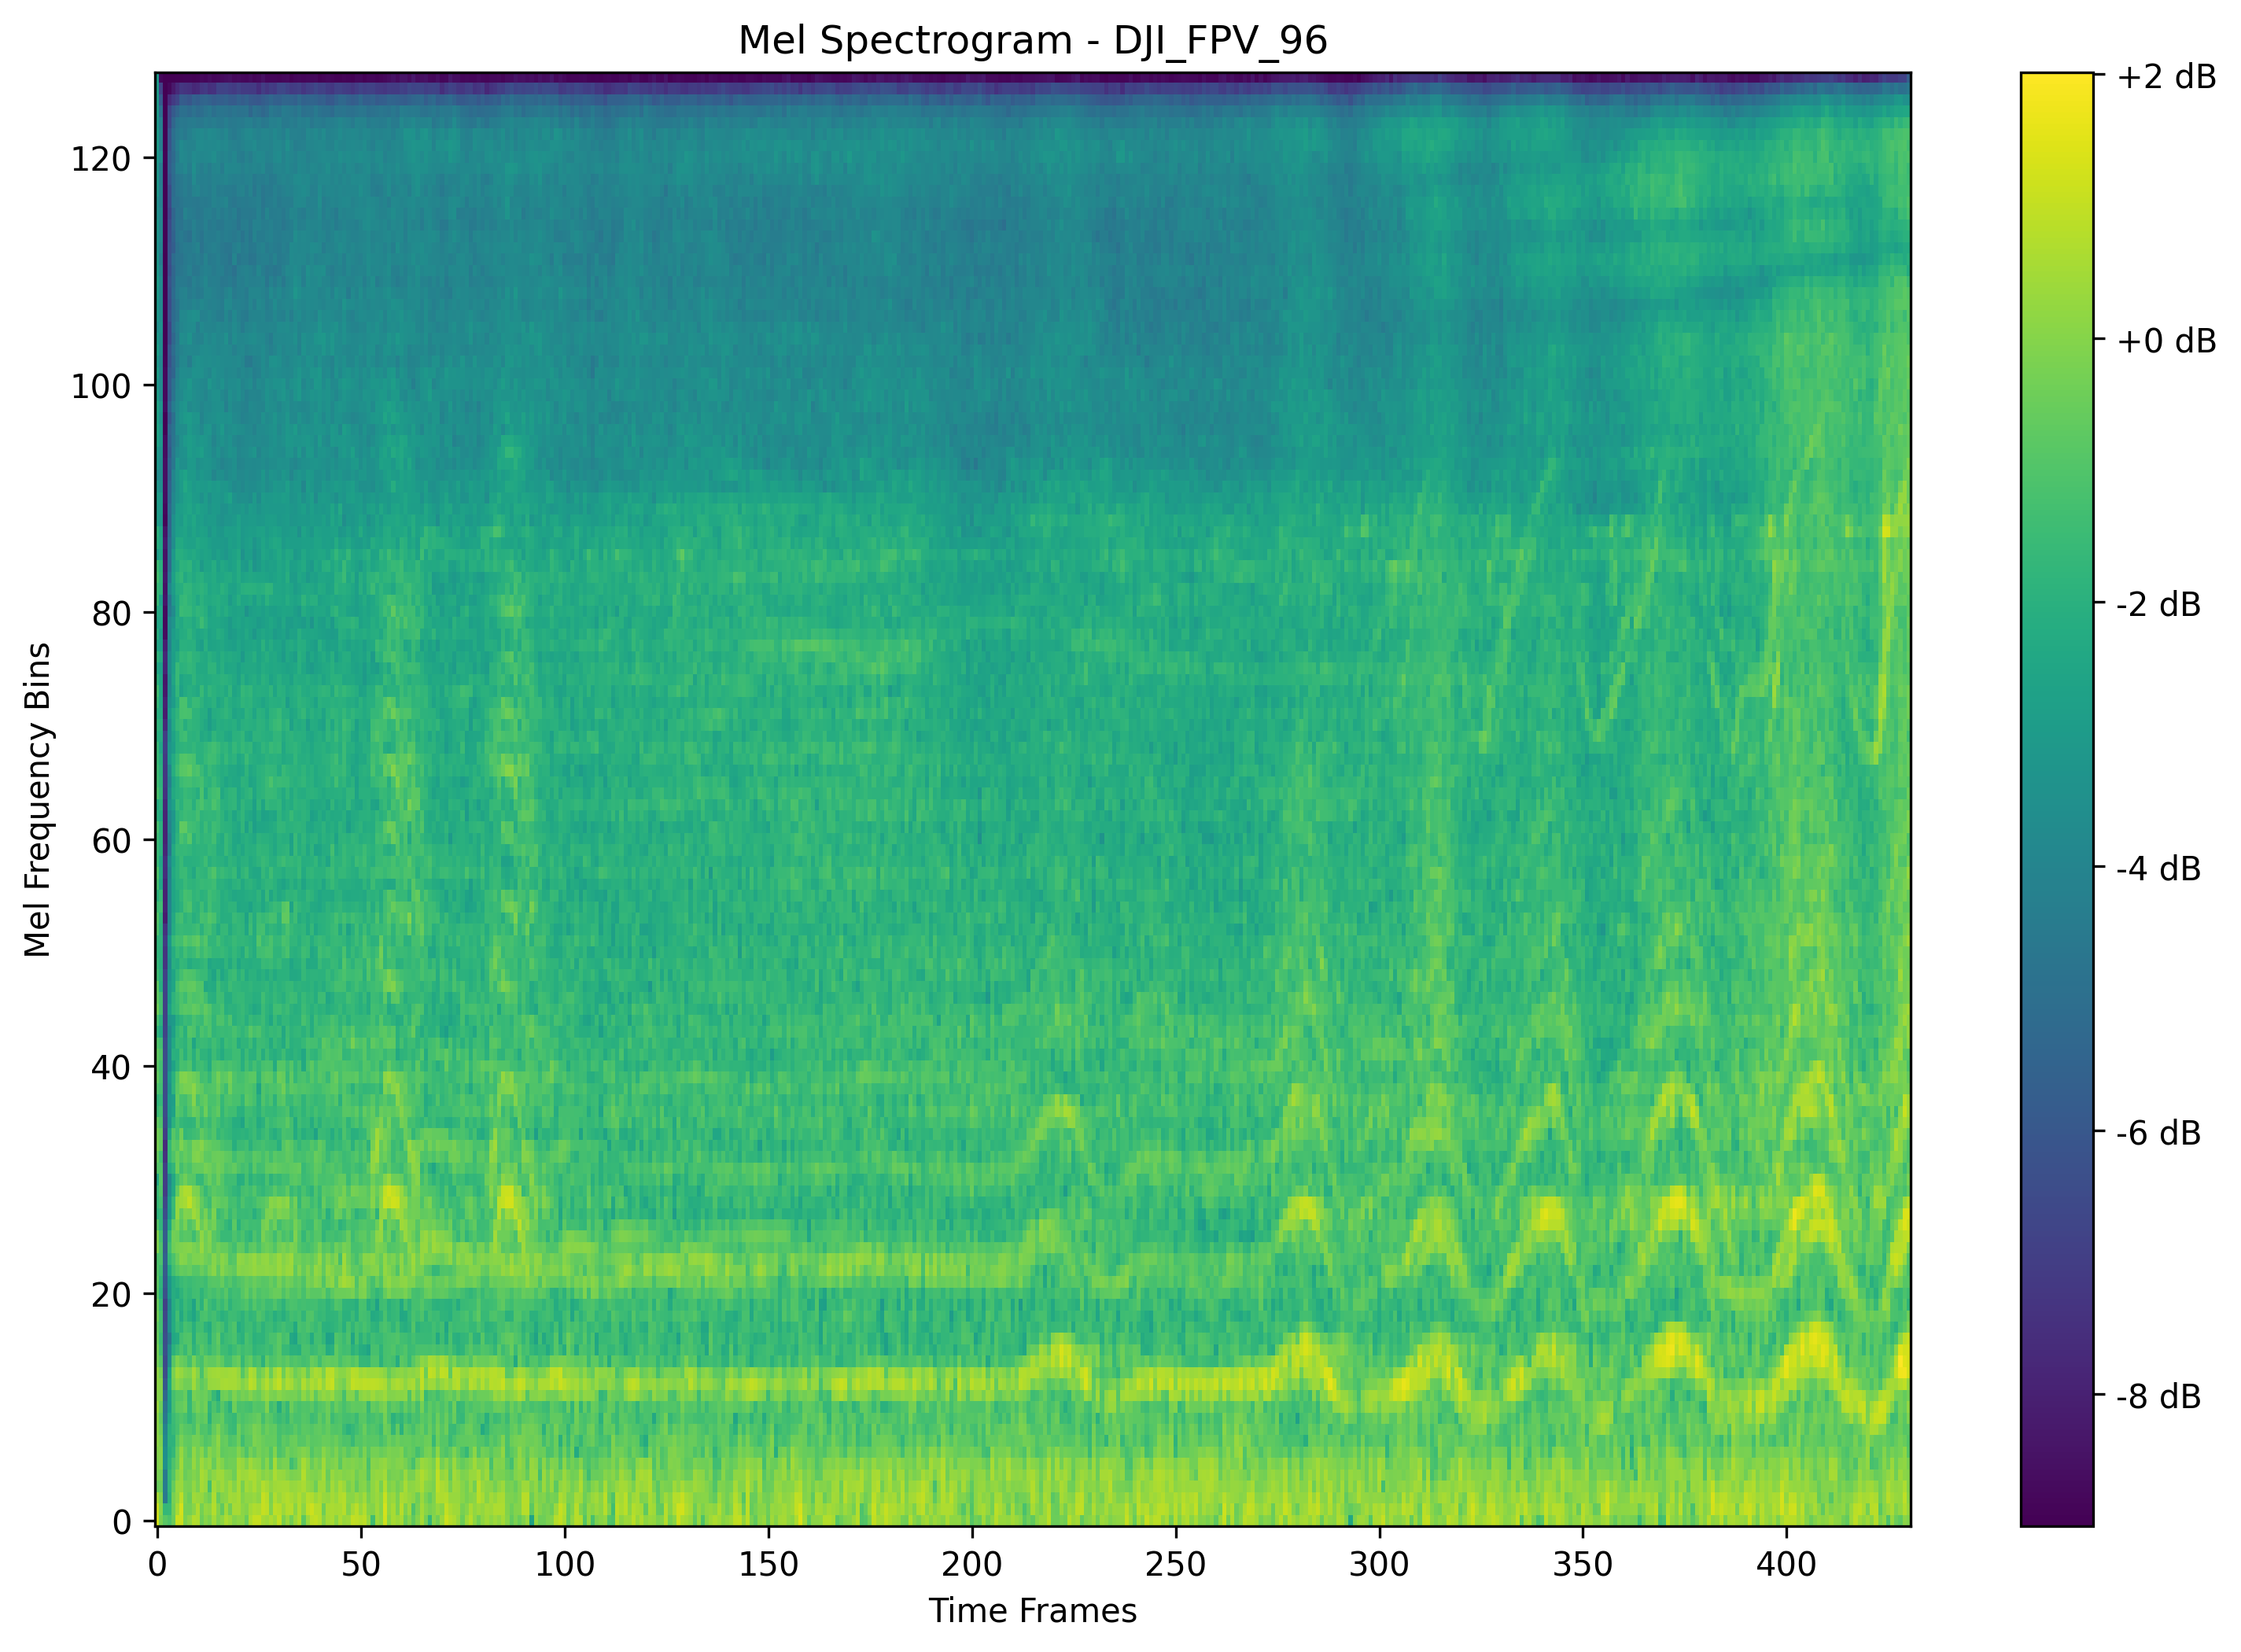 Mel Spectrogram - DJI_FPV_96
Mel Frequency Bins
120
100
80
60
40
20
0
0 50 100 150 200 250 300 350 400
Time Frames
+2 dB
+0 dB
-2 dB
-4 dB
-6 dB
-8 dB